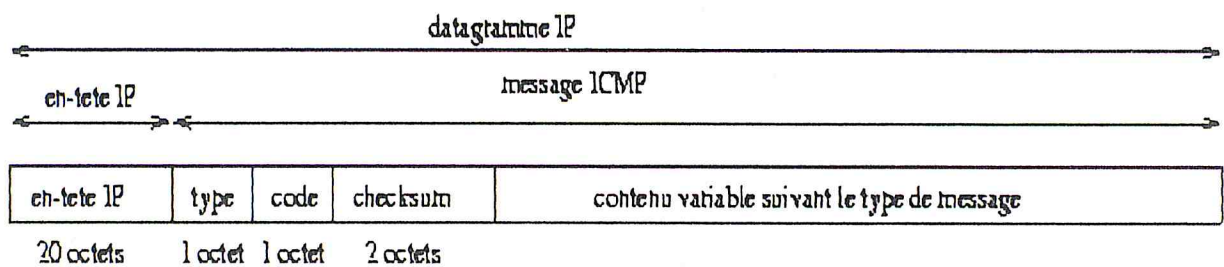 datagramme IP
message ICMP
en-tete IP
en-tete IP type code checksum contenu variable suivant le type de message
20 octets 1 octet 1 octet 2 octets